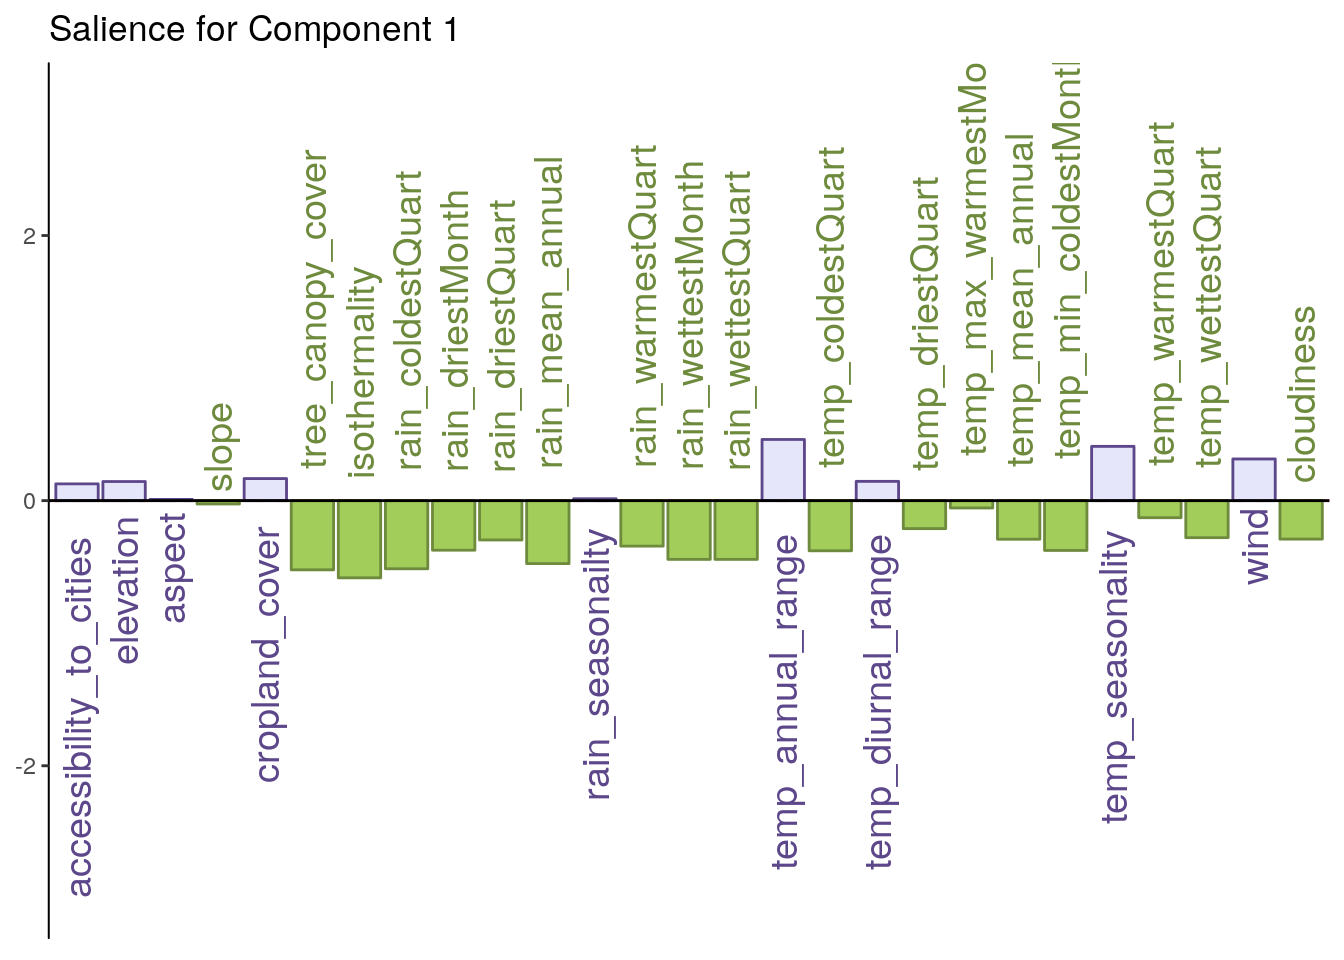 Salience for Component 1
2
0
-2
accessibility_to_cities
elevation
aspect
slope
cropland_cover
tree_canopy_cover
isothermality
rain_coldestQuart
rain_driestMonth
rain_driestQuart
rain_mean_annual
rain_seasonailty
rain_warmestQuart
rain_wettestMonth
rain_wettestQuart
temp_annual_range
temp_coldestQuart
temp_diurnal_range
temp_driestQuart
temp_max_warmestMo
temp_mean_annual
temp_min_coldestMont
temp_seasonality
temp_warmestQuart
temp_wettestQuart
wind
cloudiness